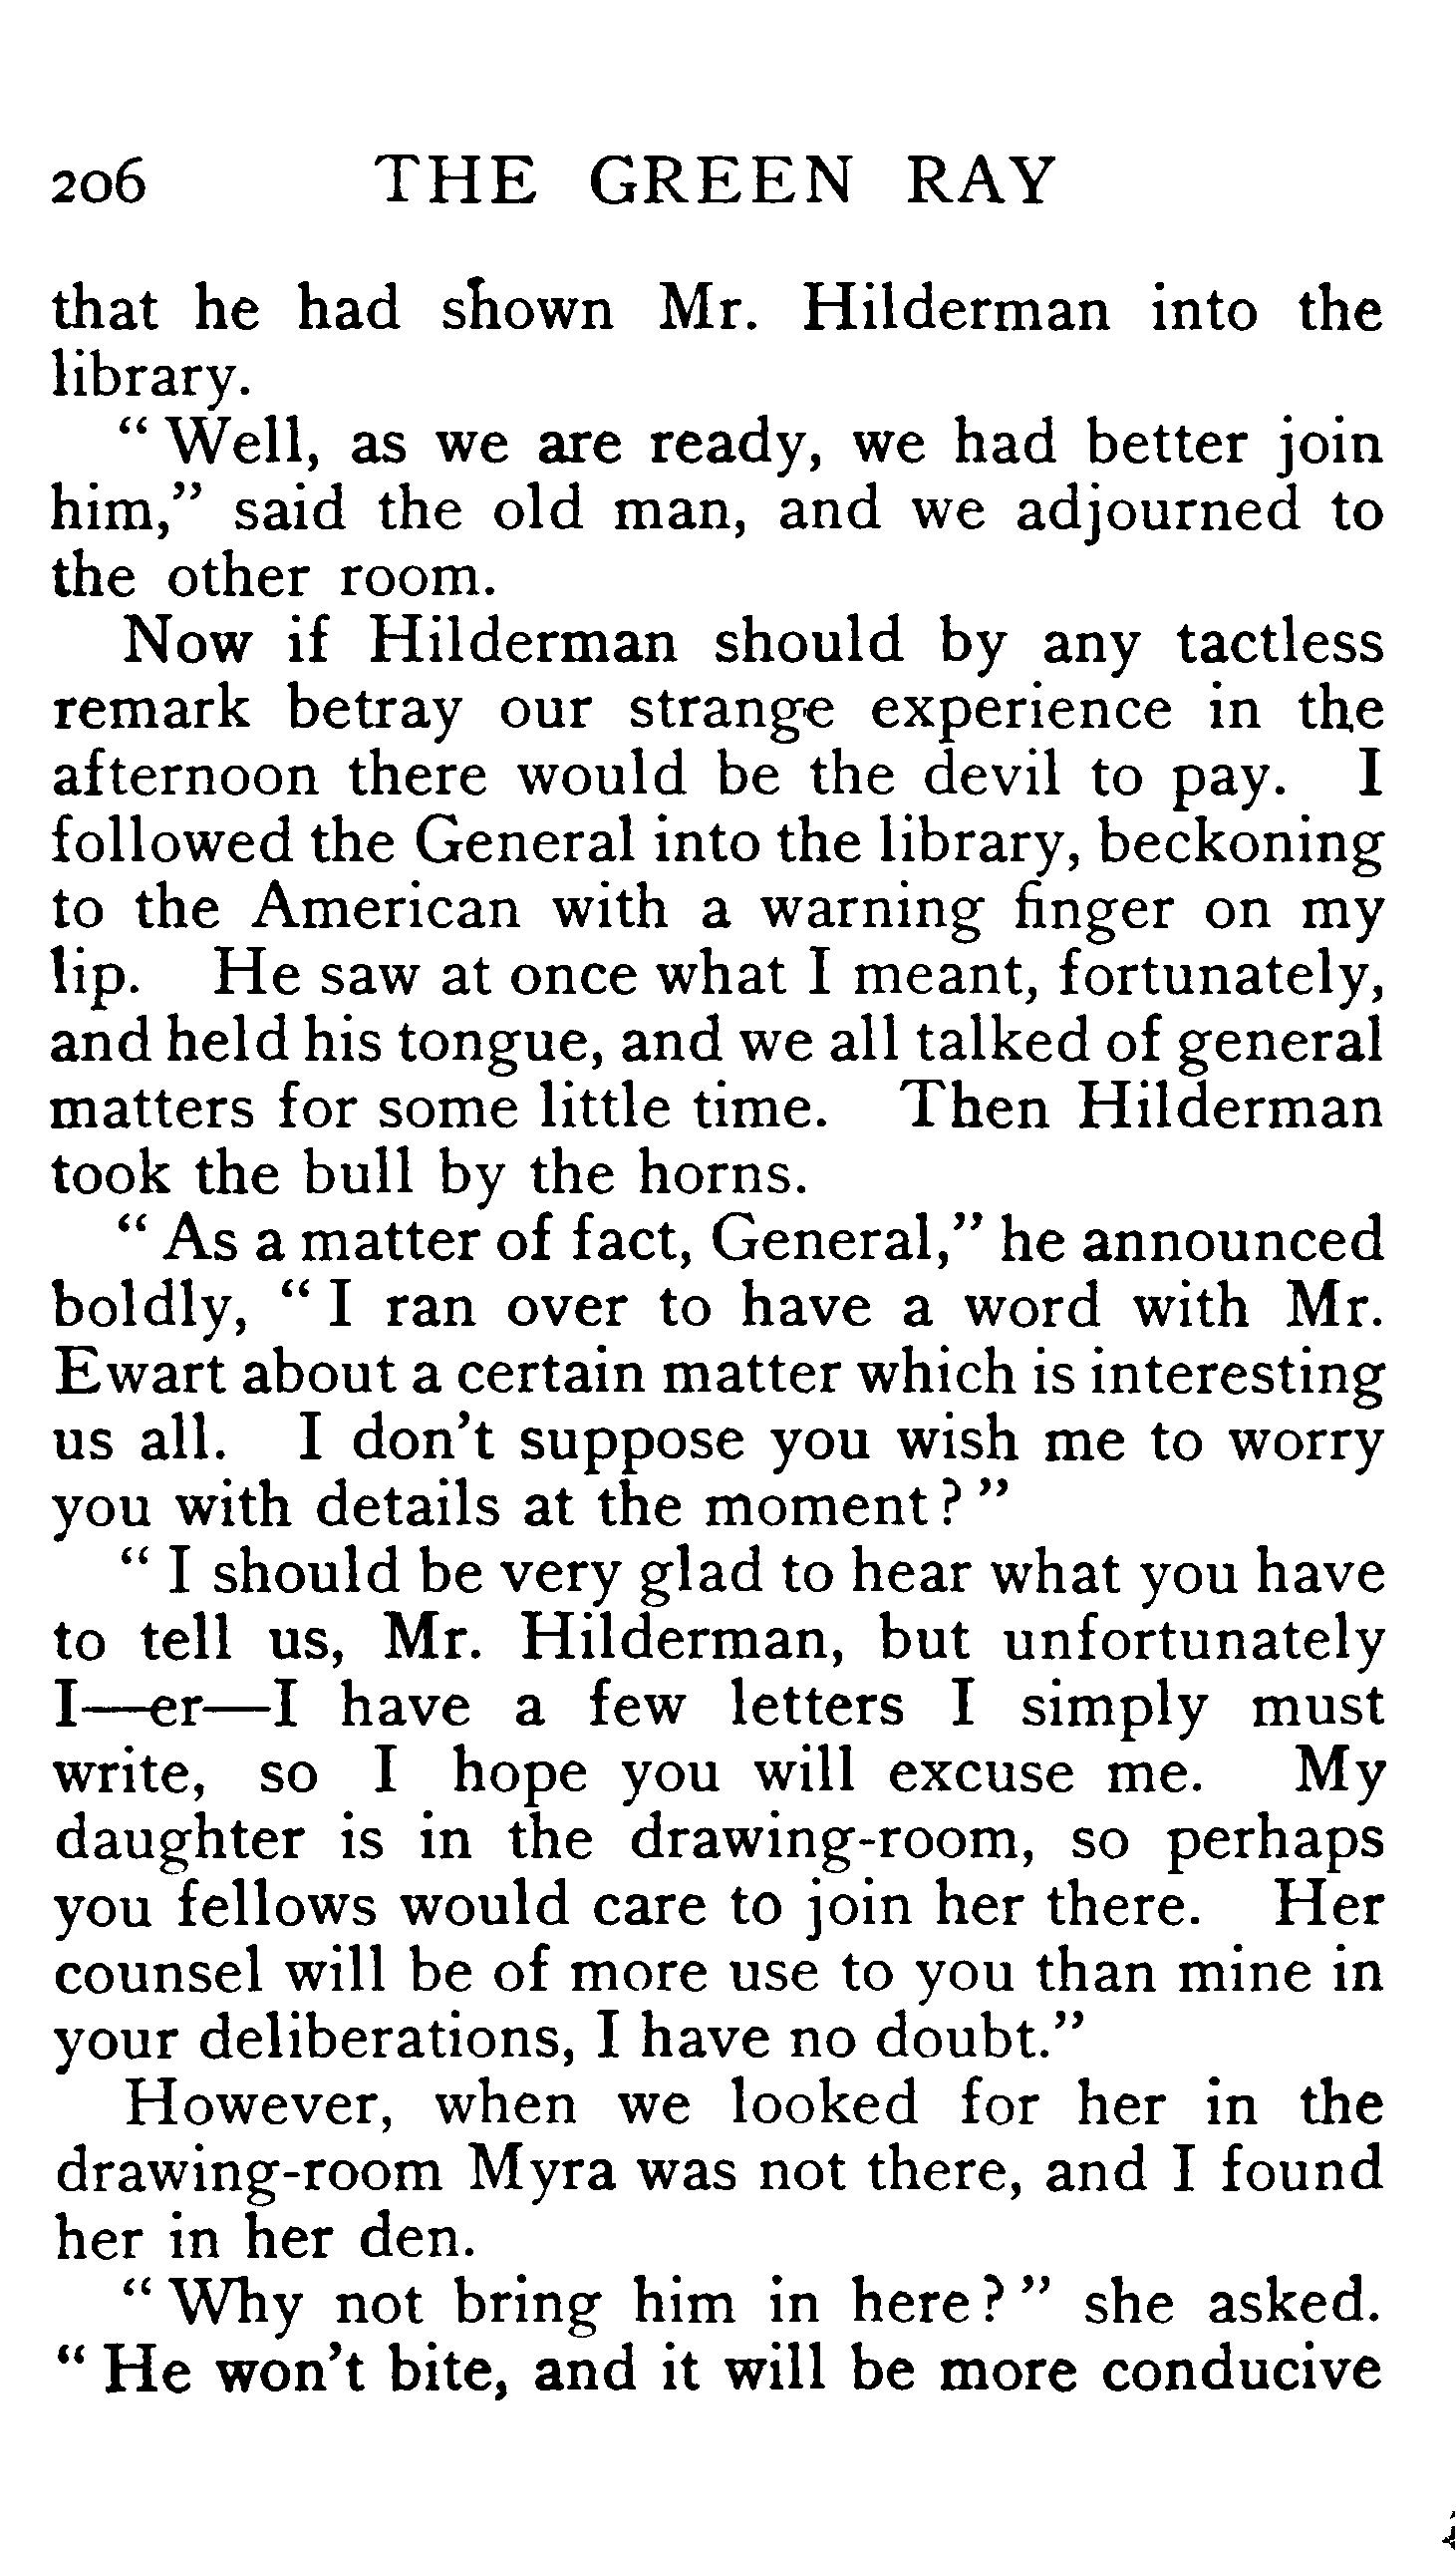 206 THE GREEN RAY
that he had shown Mr. Hilderman into the
library.
“ Well, as we are ready, we had better join
him,” said the old man, and we adjourned to
the other room.
Now if Hilderman should by any tactless
remark betray our strange experience in the
afternoon there would be the devil to pay. I
followed the General into the library, beckoning
to the American with a warning finger on my
lip. He saw at once what I meant, fortunately,
and held his tongue, and we all talked of general
matters for some little time. Then Hilderman
took the bull by the horns.
“ As a matter of fact, General,” he announced
boldly, “ I ran over to have a word with Mr.
Ewart about a certain matter which is interesting
us all. I don’t suppose you wish me to worry
you with details at the moment ? ”
“ I should be very glad to hear what you have
to tell us, Mr. Hilderman, but unfortunately
I—er—I have a few letters I simply must
write, so I hope you will excuse me. My
daughter is in the drawing-room, so perhaps
you fellows would care to join her there. Her
counsel will be of more use to you than mine in
your deliberations, I have no doubt.”
However, when we looked for her in the
drawing-room Myra was not there, and I found
her in her den.
“ Why not bring him in here ? ” she asked.
“ He won’t bite, and it will be more conducive